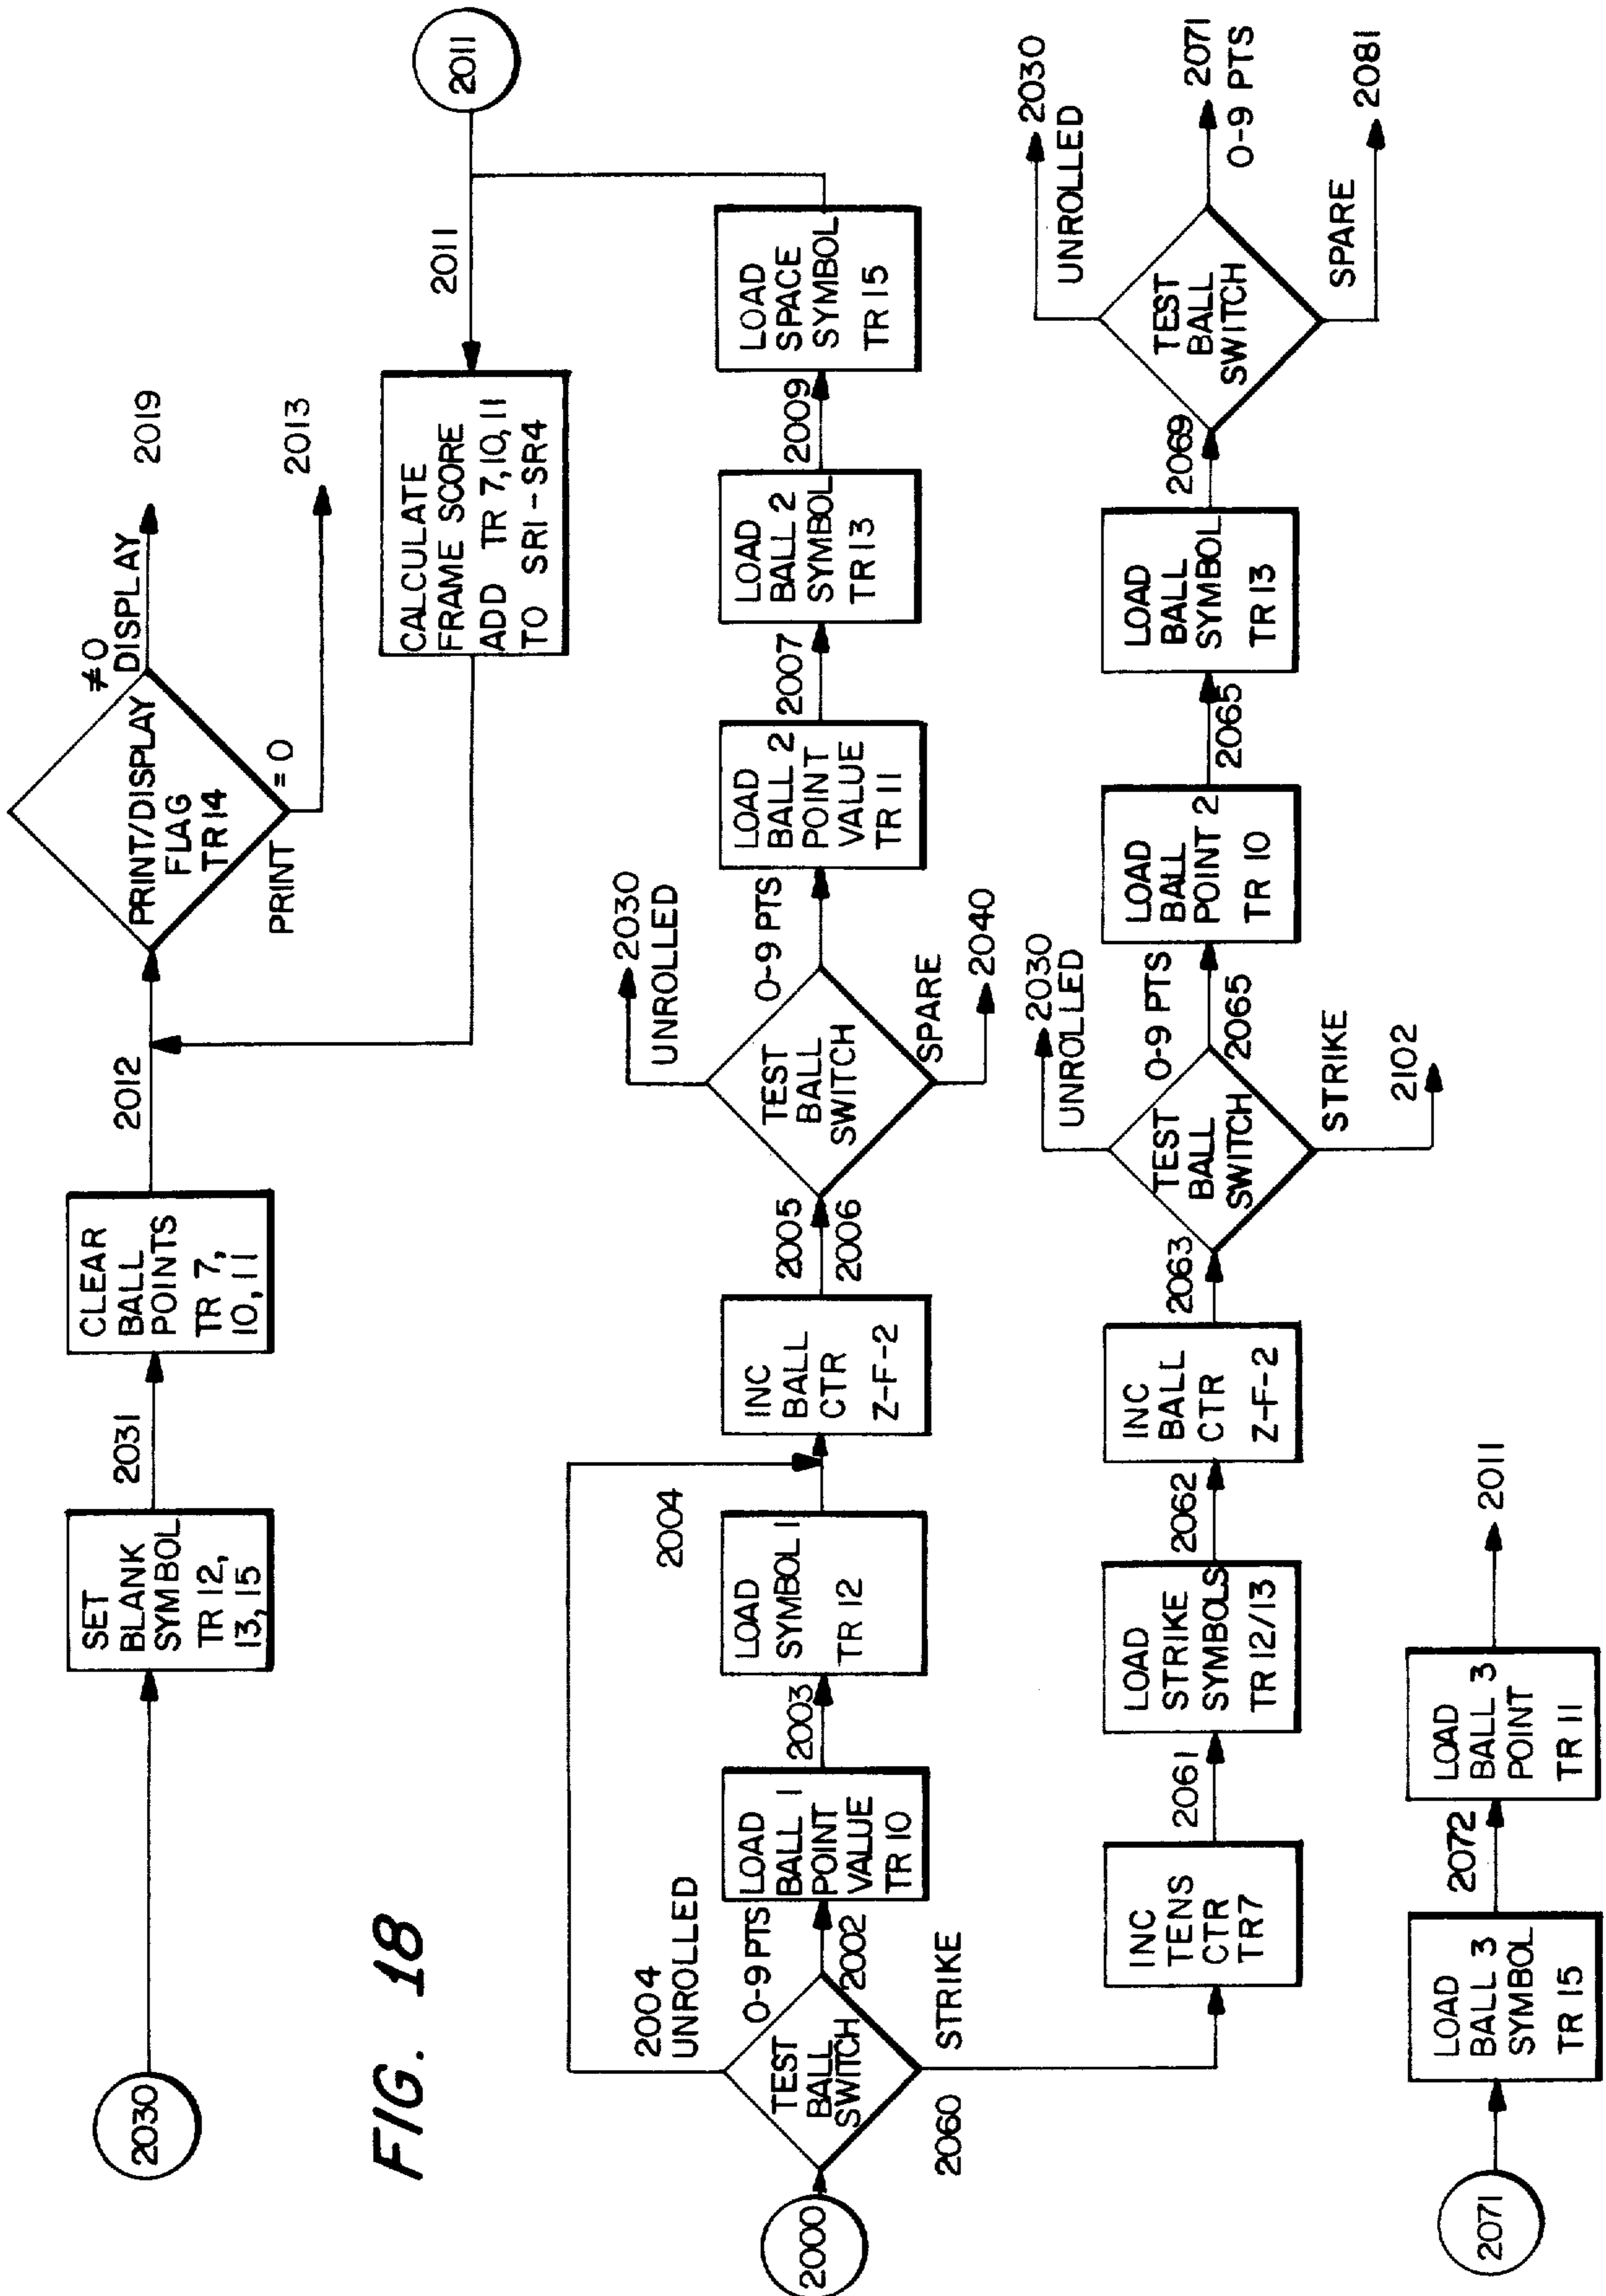 2030
SET
BLANK
SYMBOL
TR 12,
13, 15
2031
CLEAR
BALL
POINTS
TR 7,
10, 11
2012
PRINT/DISPLAY
FLAG
TR 14
≠ 0
DISPLAY
2019
= 0
PRINT
2013
FIG. 18
CALCULATE
FRAME SCORE
ADD TR 7, 10, 11
TO SR1 - SR4
2011
2011
2000
TEST
BALL
SWITCH
2004
UNROLLED
0-9 PTS
2002
2060
STRIKE
LOAD
BALL 1
POINT
VALUE
TR 10
2003
LOAD
SYMBOL 1
TR 12
2004
INC
BALL
CTR
Z-F-2
2005
2006
TEST
BALL
SWITCH
2030
UNROLLED
0-9 PTS
SPARE
2040
LOAD
BALL 2
POINT
VALUE
TR 11
2007
LOAD
BALL 2
SYMBOL
TR 13
2009
LOAD
SPACE
SYMBOL
TR 15
INC
TENS
CTR
TR7
2061
LOAD
STRIKE
SYMBOLS
TR 12/13
2062
INC
BALL
CTR
Z-F-2
2063
TEST
BALL
SWITCH
2030
UNROLLED
0-9 PTS
2065
STRIKE
2102
LOAD
BALL
POINT 2
TR 10
2065
LOAD
BALL
SYMBOL
TR 13
2069
TEST
BALL
SWITCH
2030
UNROLLED
2071
0-9 PTS
SPARE
2081
2071
LOAD
BALL 3
SYMBOL
TR 15
2072
LOAD
BALL 3
POINT
TR 11
2011